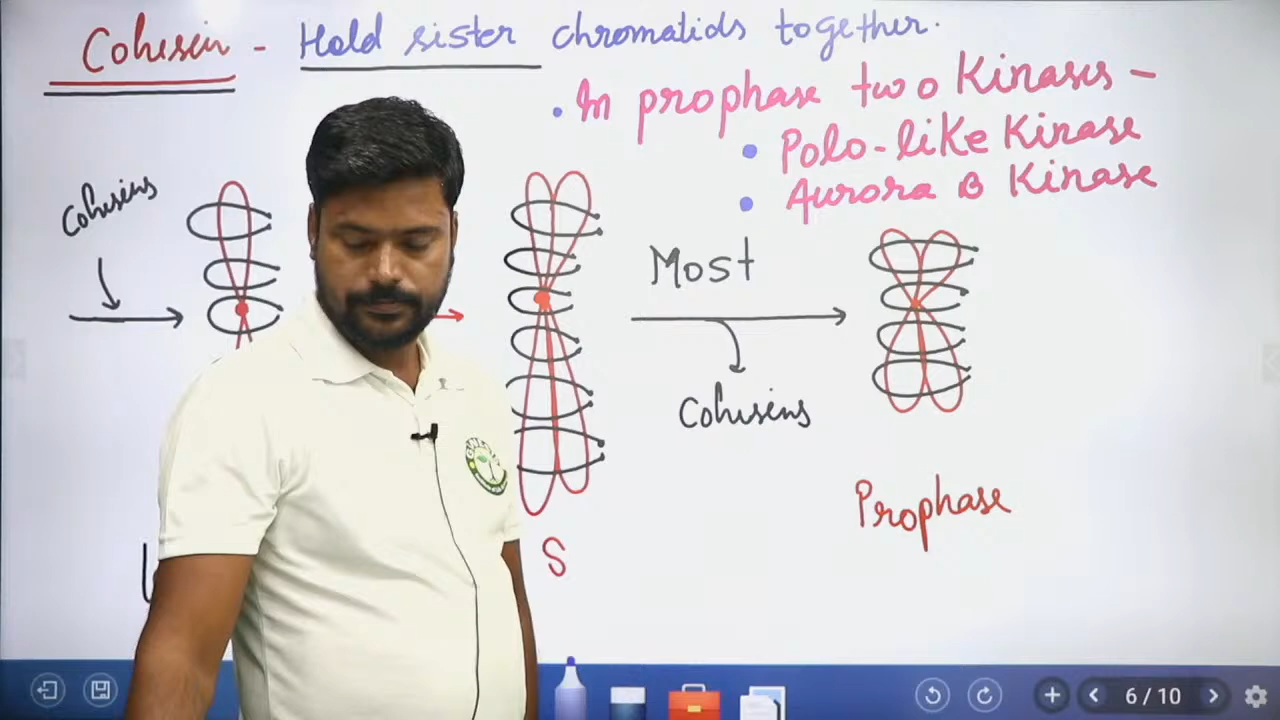 Cohesin - Hold sister chromatids together.
• In prophase two Kinases -
• Polo-like Kinase
• Aurora B Kinase
Cohesins
Most
Cohesins
Prophase
S
6 / 10